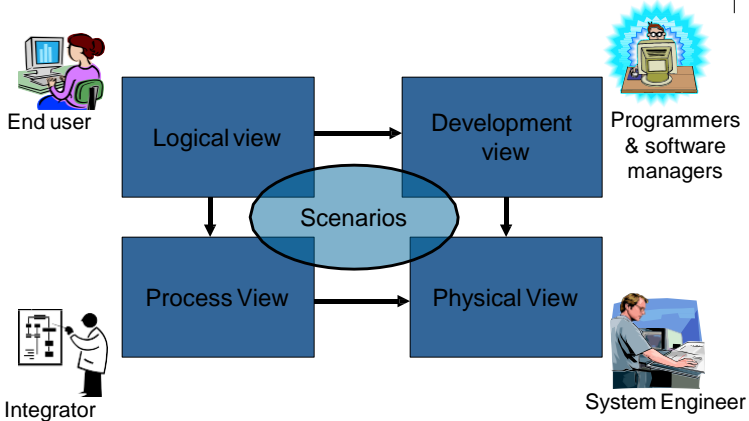 End user
Logical view
Development
view
Programmers
& software
managers
Scenarios
Process View
Physical View
Integrator
System Engineer